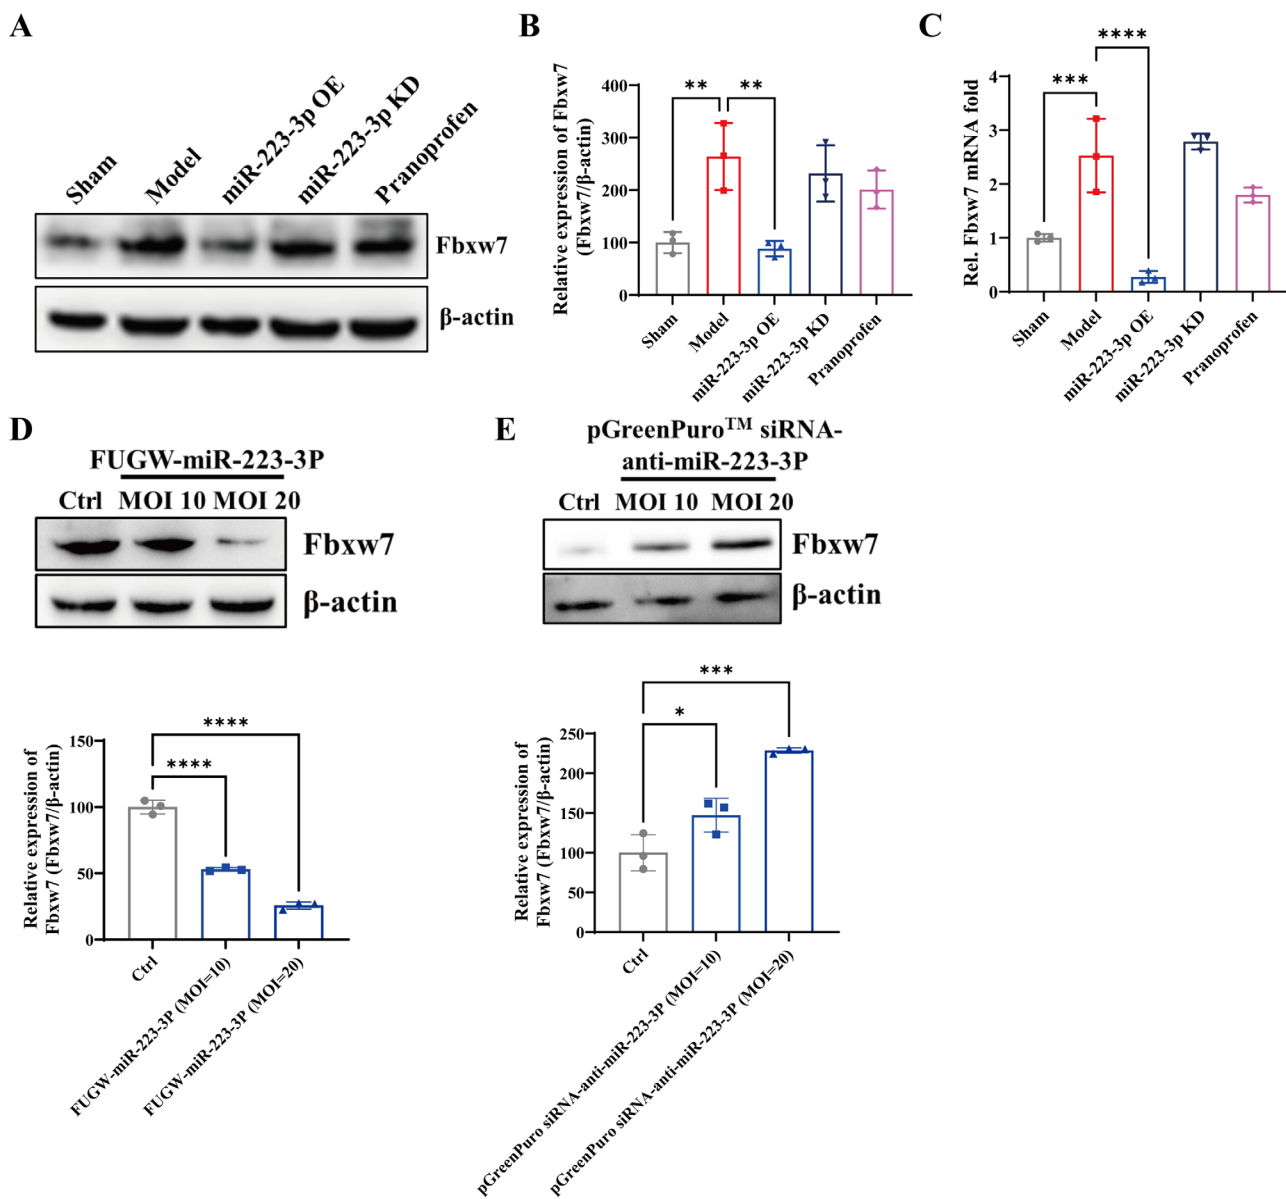 A
Sham
Model
miR-223-3p OE
miR-223-3p KD
Pranoprofen
Fbxw7
β-actin
B
Relative expression of Fbxw7
(Fbxw7/β-actin)
400
300
200
100
0
**
**
Sham
Model
miR-223-3p OE
miR-223-3p KD
Pranoprofen
C
Rel. Fbxw7 mRNA fold
4
3
2
1
0
***
****
Sham
Model
miR-223-3p OE
miR-223-3p KD
Pranoprofen
D
FUGW-miR-223-3P
Ctrl MOI 10 MOI 20
Fbxw7
β-actin
Relative expression of
Fbxw7 (Fbxw7/β-actin)
150
100
50
0
****
****
Ctrl
FUGW-miR-223-3P (MOI=10)
FUGW-miR-223-3P (MOI=20)
E
pGreenPuro™ siRNA-
anti-miR-223-3P
Ctrl MOI 10 MOI 20
Fbxw7
β-actin
Relative expression of
Fbxw7 (Fbxw7/β-actin)
250
200
150
100
50
0
***
*
Ctrl
pGreenPuro siRNA-anti-miR-223-3P (MOI=10)
pGreenPuro siRNA-anti-miR-223-3P (MOI=20)